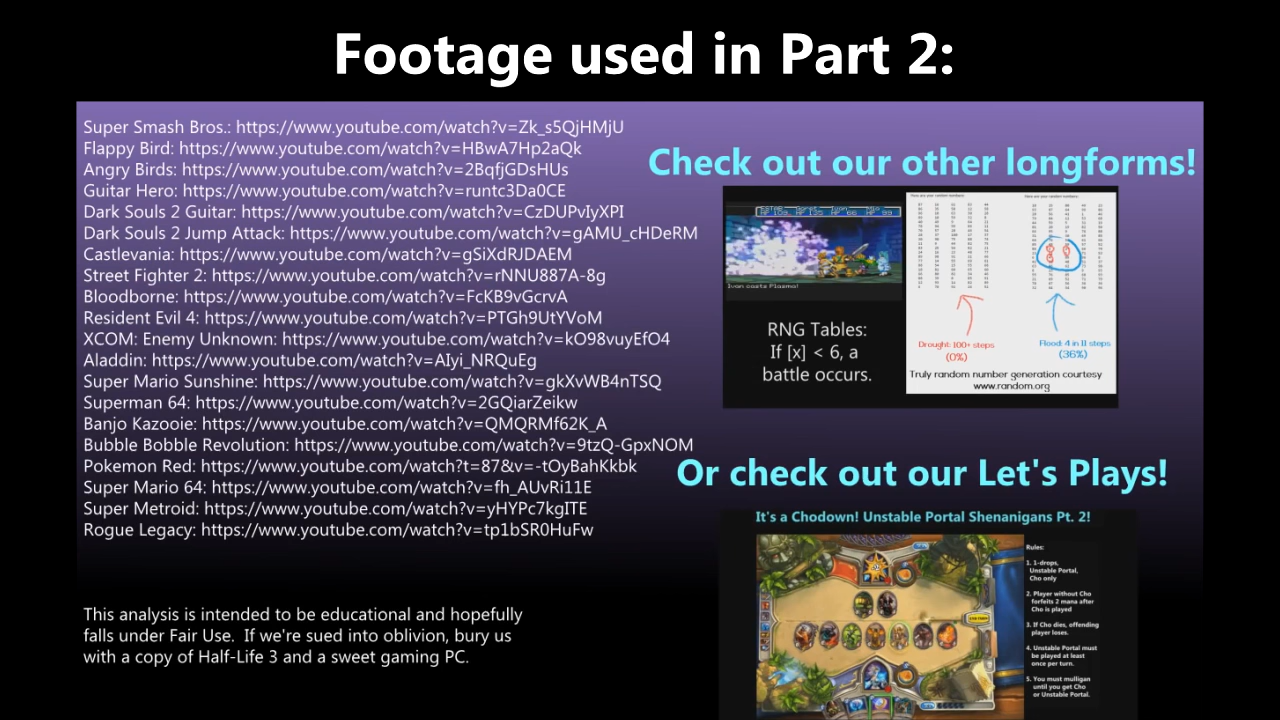 Footage used in Part 2:
Super Smash Bros.: https://www.youtube.com/watch?v=Zk_s5QjHMjU
Flappy Bird: https://www.youtube.com/watch?v=HBwA7Hp2aQk
Angry Birds: https://www.youtube.com/watch?v=2BqfjGDsHUs
Guitar Hero: https://www.youtube.com/watch?v=runtc3Da0CE
Dark Souls 2 Guitar: https://www.youtube.com/watch?v=CzDUPvIyXPI
Dark Souls 2 Jump Attack: https://www.youtube.com/watch?v=gAMU_cHDeRM
Castlevania: https://www.youtube.com/watch?v=gSiXdRJDAEM
Street Fighter 2: https://www.youtube.com/watch?v=rNNU887A-8g
Bloodborne: https://www.youtube.com/watch?v=FcKB9vGcrvA
Resident Evil 4: https://www.youtube.com/watch?v=PTGh9UtYVoM
XCOM: Enemy Unknown: https://www.youtube.com/watch?v=kO98vuyEfO4
Aladdin: https://www.youtube.com/watch?v=AIyi_NRQuEg
Super Mario Sunshine: https://www.youtube.com/watch?v=gkXvWB4nTSQ
Superman 64: https://www.youtube.com/watch?v=2GQiarZeikw
Banjo Kazooie: https://www.youtube.com/watch?v=QMQRMf62K_A
Bubble Bobble Revolution: https://www.youtube.com/watch?v=9tzQ-GpxNOM
Pokemon Red: https://www.youtube.com/watch?t=87&v=-tOyBahKkbk
Super Mario 64: https://www.youtube.com/watch?v=fh_AUvRi11E
Super Metroid: https://www.youtube.com/watch?v=yHYPc7kgITE
Rogue Legacy: https://www.youtube.com/watch?v=tp1bSR0HuFw
This analysis is intended to be educational and hopefully
falls under Fair Use. If we're sued into oblivion, bury us
with a copy of Half-Life 3 and a sweet gaming PC.
Check out our other longforms!
Ivan casts Plasma!
RNG Tables:
If [x] < 6, a
battle occurs.
Here are your random numbers:
Here are your random numbers:
Drought: 100+ steps
(0%)
Flood: 4 in 11 steps
(36%)
Truly random number generation courtesy
www.random.org
Or check out our Let's Plays!
It's a Chodown! Unstable Portal Shenanigans Pt. 2!
Rules:
1. 1-drops,
Unstable Portal,
Cho only
2. Player without Cho
forfeits 2 mana after
Cho is played
3. If Cho dies, offending
player loses.
4. Unstable Portal must
be played at least
once per turn.
5. You must mulligan
until you get Cho
or Unstable Portal.